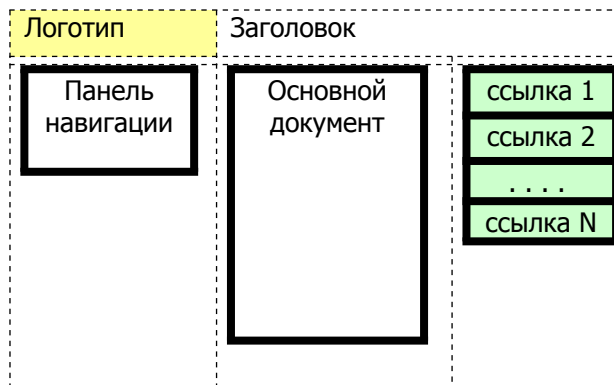 Логотип
Заголовок
Панель
навигации
Основной
документ
ссылка 1
ссылка 2
. . . .
ссылка N